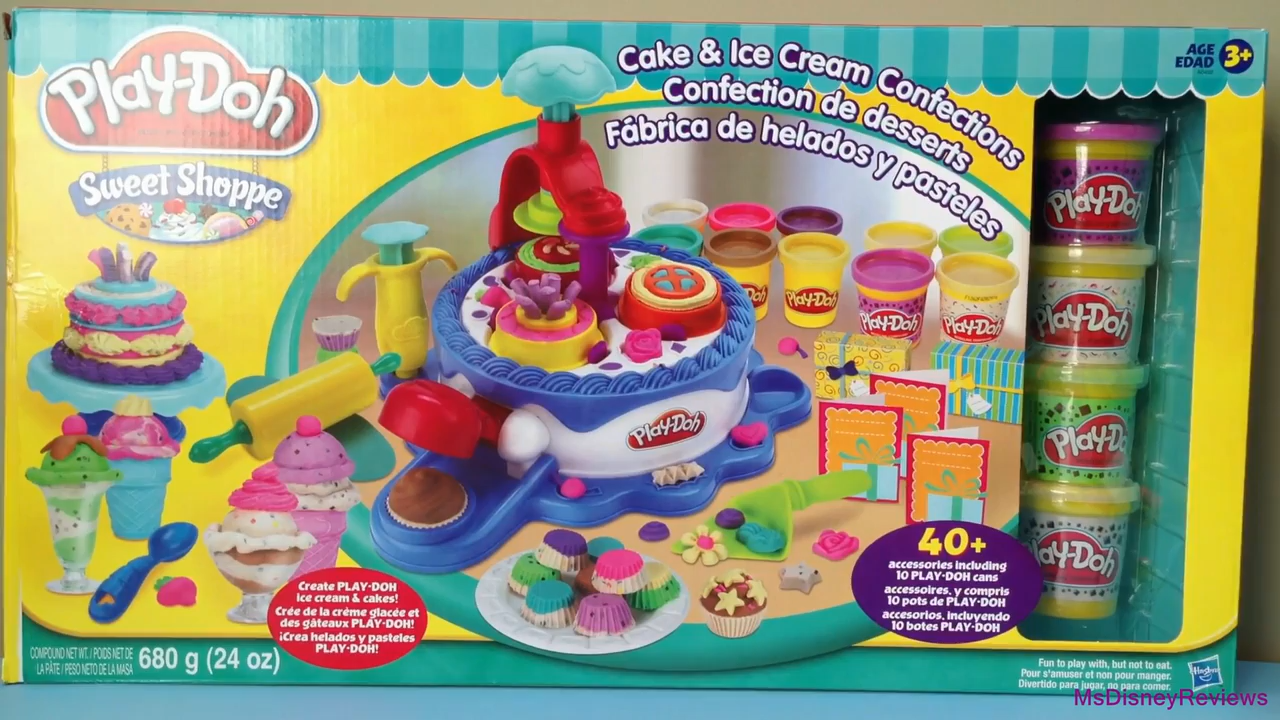 PLAY-DOH
Sweet Shoppe
Cake & Ice Cream Confections
Confection de desserts
Fábrica de helados y pasteles
AGE
EDAD
3+
PLAY-DOH
PLAY-DOH
PLAY-DOH
PLAY-DOH
PLAY-DOH
PLAY-DOH
PLAY-DOH
PLAY-DOH
PLAY-DOH
Create PLAY-DOH
ice cream & cakes!
Crée de la crème glacée et
des gâteaux PLAY-DOH!
¡Crea helados y pasteles
PLAY-DOH!
40+
accessories including
10 PLAY-DOH cans
accessoires, y compris
10 pots de PLAY-DOH
accesorios, incluyendo
10 botes PLAY-DOH
COMPOUND NET WT. / POIDS NET DE
LA PÂTE / PESO NETO DE LA MASA
680 g (24 oz)
Fun to play with, but not to eat.
Pour s'amuser et non pour manger.
Divertido para jugar, no para comer.
Hasbro
MsDisneyReviews